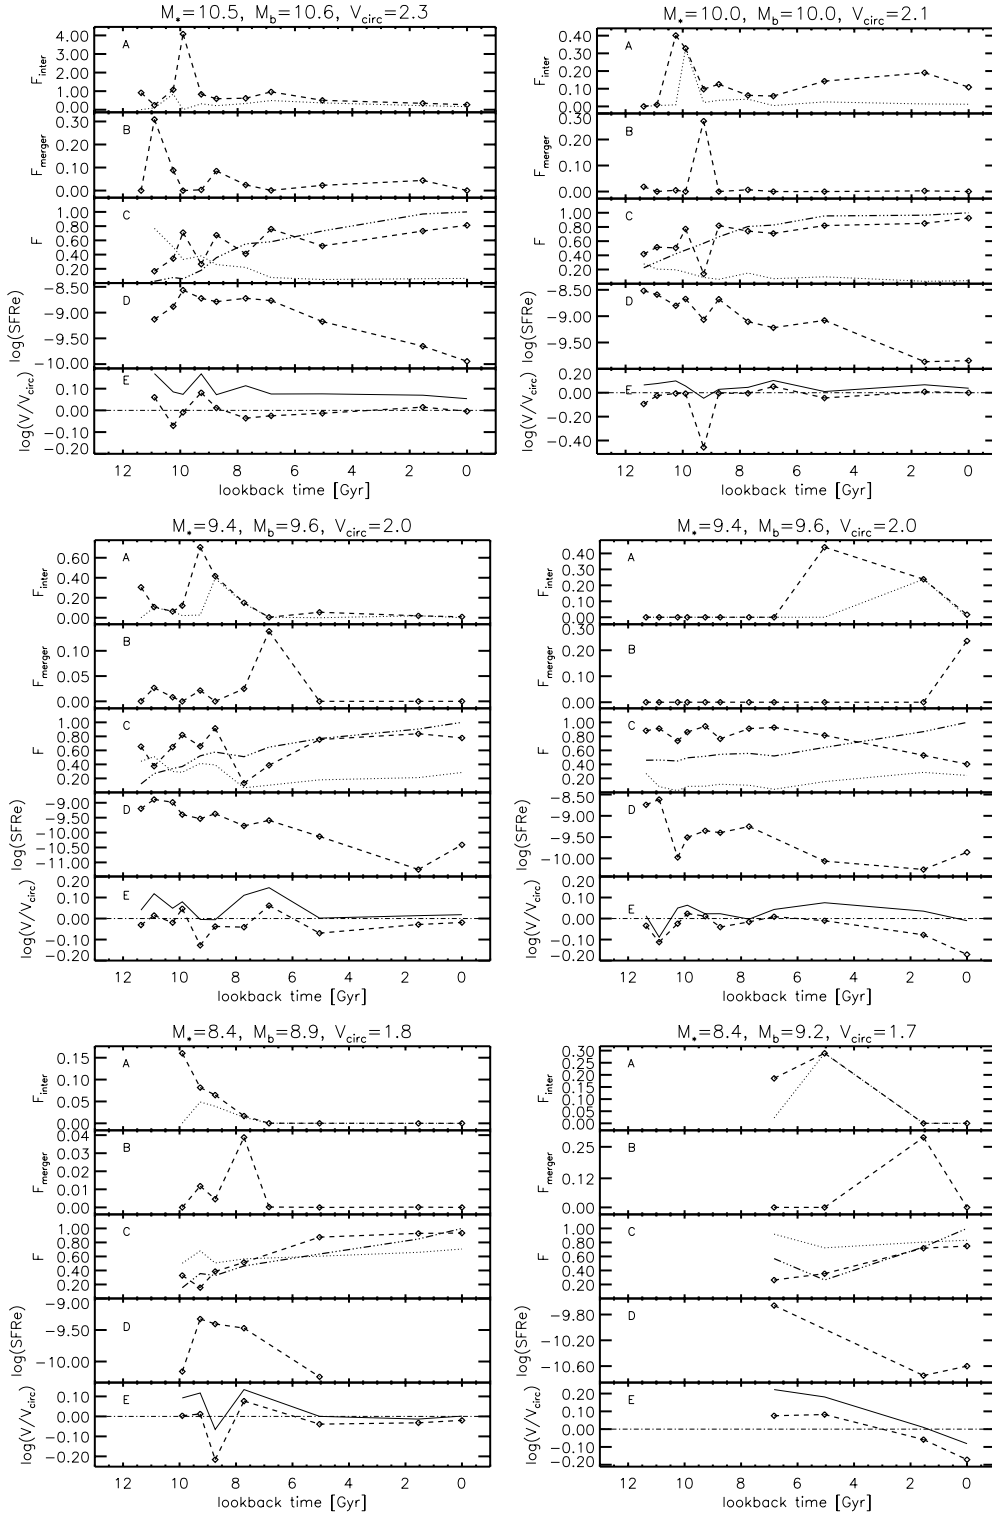 M*=10.5, Mb=10.6, Vcirc=2.3
A
Finter
4.00
3.00
2.00
1.00
0.00
B
Fmerger
0.30
0.20
0.10
0.00
C
F
1.00
0.80
0.60
0.40
0.20
D
log(SFRe)
−8.50
−9.00
−9.50
−10.00
E
log(V/Vcirc)
0.10
0.00
−0.10
−0.20
12 10 8 6 4 2 0
lookback time [Gyr]
M*=10.0, Mb=10.0, Vcirc=2.1
A
Finter
0.40
0.30
0.20
0.10
0.00
B
Fmerger
0.30
0.20
0.10
0.00
C
F
1.00
0.80
0.60
0.40
0.20
D
log(SFRe)
−8.50
−9.00
−9.50
E
log(V/Vcirc)
0.20
0.00
−0.20
−0.40
12 10 8 6 4 2 0
lookback time [Gyr]
M*=9.4, Mb=9.6, Vcirc=2.0
A
Finter
0.60
0.40
0.20
0.00
B
Fmerger
0.10
0.05
0.00
C
F
1.00
0.80
0.60
0.40
0.20
D
log(SFRe)
−9.00
−9.50
−10.00
−10.50
−11.00
E
log(V/Vcirc)
0.20
0.10
0.00
−0.10
−0.20
12 10 8 6 4 2 0
lookback time [Gyr]
M*=9.4, Mb=9.6, Vcirc=2.0
A
Finter
0.40
0.30
0.20
0.10
0.00
B
Fmerger
0.30
0.20
0.10
0.00
C
F
1.00
0.80
0.60
0.40
0.20
D
log(SFRe)
−8.50
−9.00
−9.50
−10.00
E
log(V/Vcirc)
0.20
0.10
0.00
−0.10
−0.20
12 10 8 6 4 2 0
lookback time [Gyr]
M*=8.4, Mb=8.9, Vcirc=1.8
A
Finter
0.15
0.10
0.05
0.00
B
Fmerger
0.04
0.03
0.02
0.01
0.00
C
F
1.00
0.80
0.60
0.40
0.20
D
log(SFRe)
−9.00
−9.50
−10.00
E
log(V/Vcirc)
0.10
0.00
−0.10
−0.20
12 10 8 6 4 2 0
lookback time [Gyr]
M*=8.4, Mb=9.2, Vcirc=1.7
A
Finter
0.30
0.25
0.20
0.15
0.10
0.05
0.00
B
Fmerger
0.25
0.12
0.00
C
F
1.00
0.80
0.60
0.40
0.20
D
log(SFRe)
−9.80
−10.20
−10.60
E
log(V/Vcirc)
0.20
0.10
0.00
−0.10
−0.20
12 10 8 6 4 2 0
lookback time [Gyr]